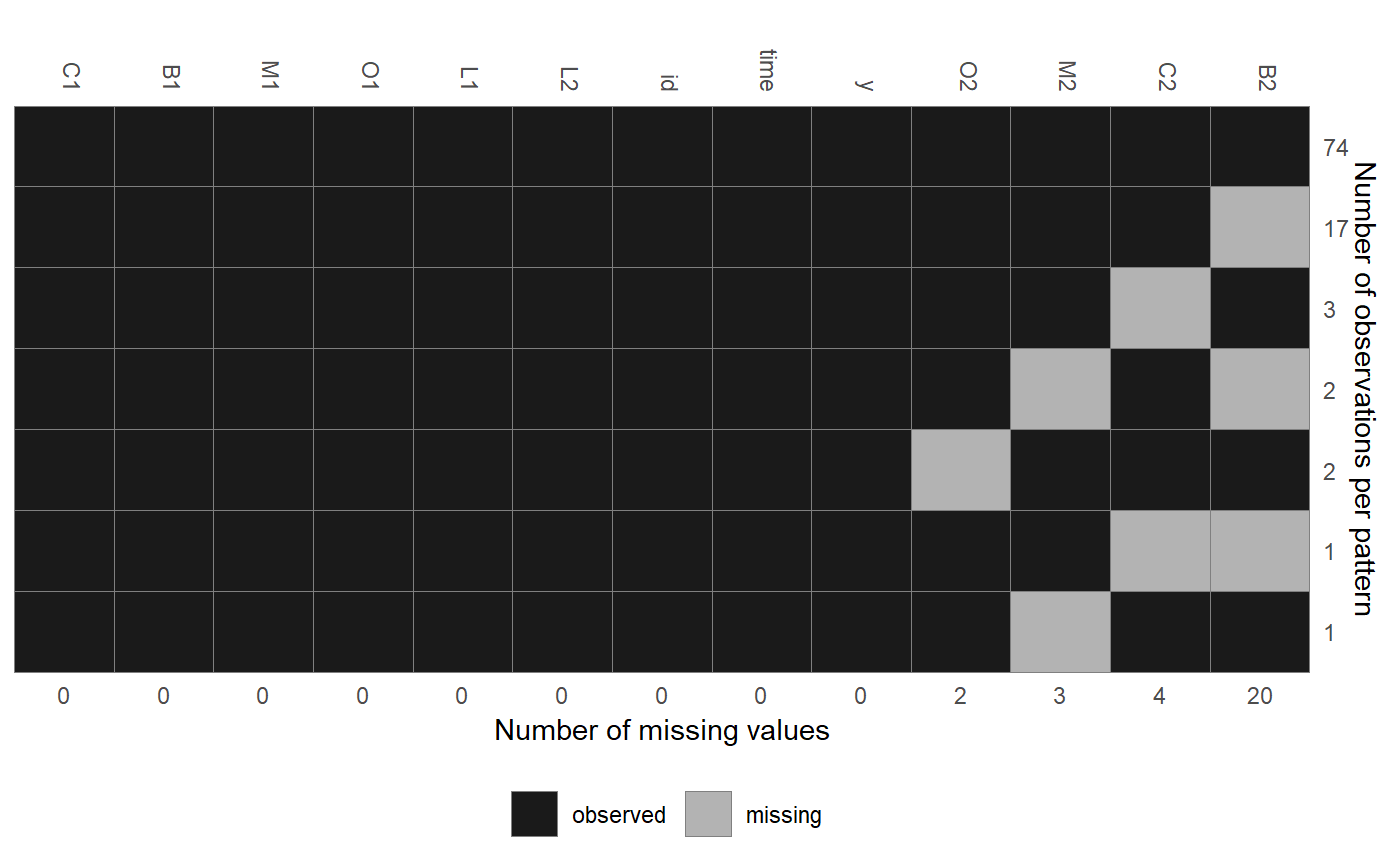 C1 B1 M1 O1 L1 L2 id time y O2 M2 C2 B2
74
17
3
2
2
1
1
Number of observations per pattern
0 0 0 0 0 0 0 0 0 2 3 4 20
Number of missing values
observed missing